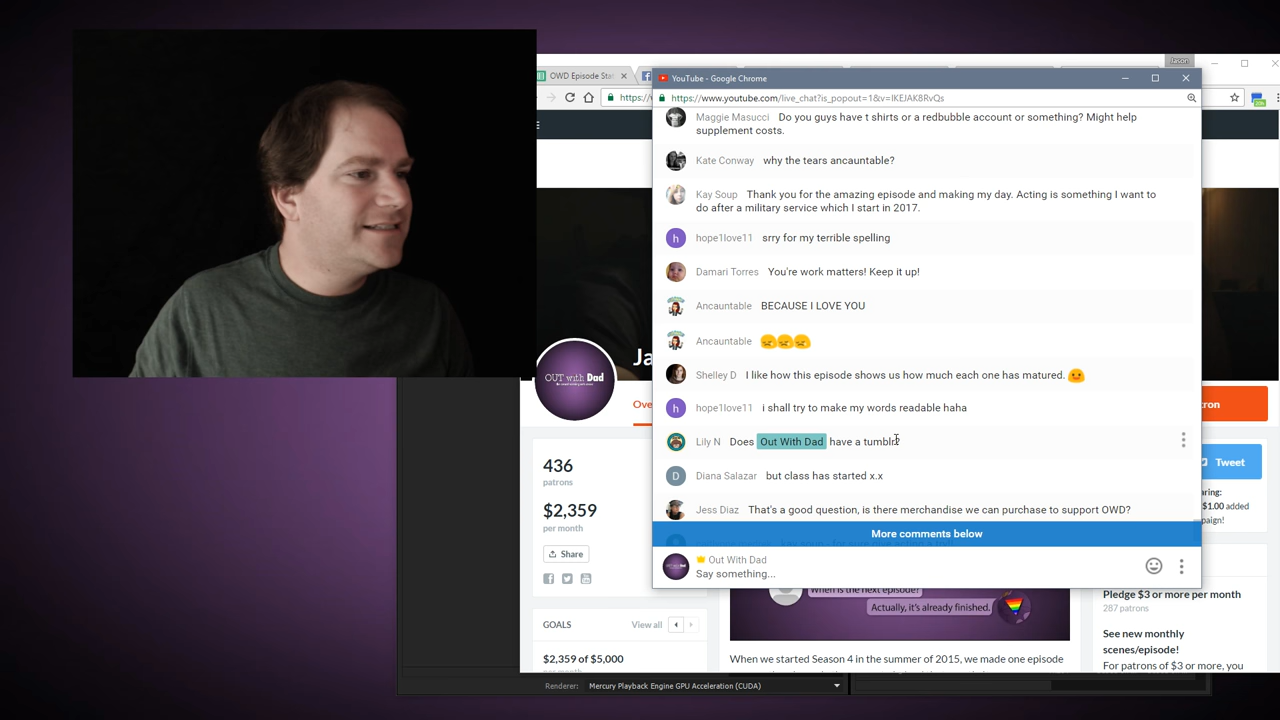 Jason
OWD Episode Sta
https://
YouTube - Google Chrome
https://www.youtube.com/live_chat?is_popout=1&v=IKEJAK8RvQs
Maggie Masucci Do you guys have t shirts or a redbubble account or something? Might help
supplement costs.
Kate Conway why the tears ancauntable?
Kay Soup Thank you for the amazing episode and making my day. Acting is something I want to
do after a military service which I start in 2017.
h hope1love11 srry for my terrible spelling
Damari Torres You're work matters! Keep it up!
Ancauntable BECAUSE I LOVE YOU
Ancauntable
Shelley D I like how this episode shows us how much each one has matured.
h hope1love11 i shall try to make my words readable haha
Lily N Does Out With Dad have a tumblr
D Diana Salazar but class has started x.x
Jess Diaz That's a good question, is there merchandise we can purchase to support OWD?
More comments below
Out With Dad
Say something...
Ja
OUT with Dad
Ove
ron
436
patrons
$2,359
per month
Share
GOALS
View all
$2,359 of $5,000
Tweet
aring:
$1.00 added
paign!
When is the next episode?
Actually, it's already finished.
When we started Season 4 in the summer of 2015, we made one episode
Pledge $3 or more per month
287 patrons
See new monthly
scenes/episode!
For patrons of $3 or more, you
Renderer: Mercury Playback Engine GPU Acceleration (CUDA)